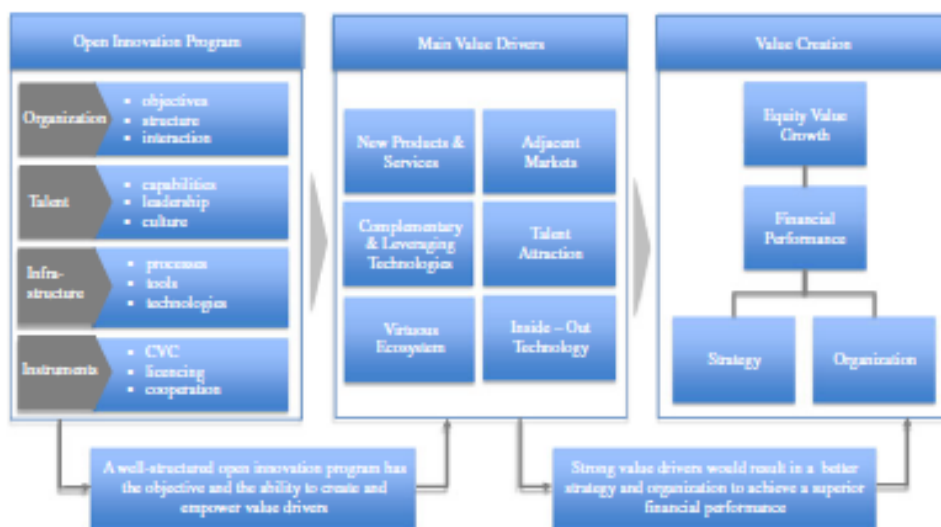 Open Innovation Program
Organization
▪ objectives
▪ structure
▪ interaction
Talent
▪ capabilities
▪ leadership
▪ culture
Infra-
structure
▪ processes
▪ tools
▪ technologies
Instruments
▪ CVC
▪ licencing
▪ cooperation
Main Value Drivers
New Products &
Services
Adjacent
Markets
Complementary
& Leveraging
Technologies
Talent
Attraction
Virtuous
Ecosystem
Inside – Out
Technology
Value Creation
Equity Value
Growth
Financial
Performance
Strategy
Organization
A well-structured open innovation program has
the objective and the ability to create and
empower value drivers
Strong value drivers would result in a better
strategy and organization to achieve a superior
financial performance